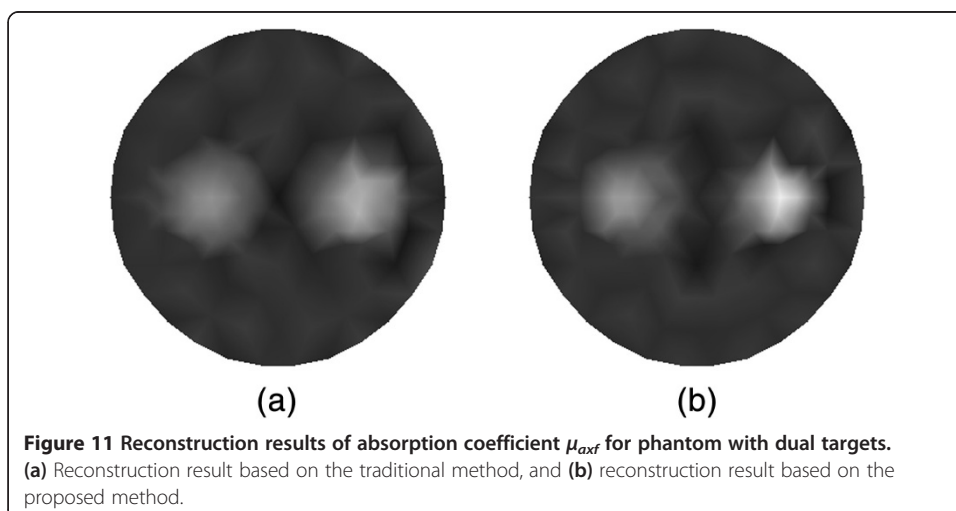 (a) (b)
Figure 11 Reconstruction results of absorption coefficient μaxf for phantom with dual targets.
(a) Reconstruction result based on the traditional method, and (b) reconstruction result based on the
proposed method.